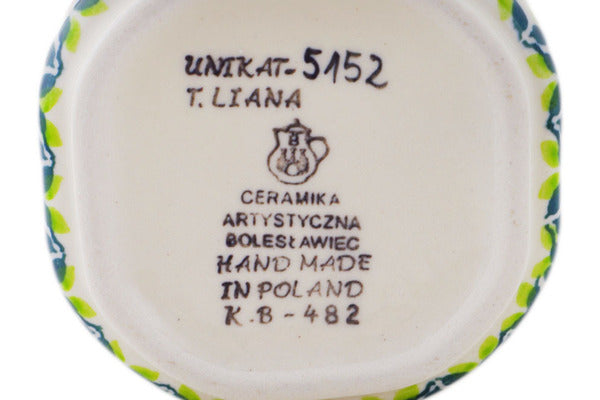 UNIKAT-5152
T. LIANA
CERAMIKA
ARTYSTYCZNA
BOLESŁAWIEC
HAND MADE
IN POLAND
K.B-482